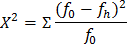 X² = Σ (f₀ − fₕ)² / f₀